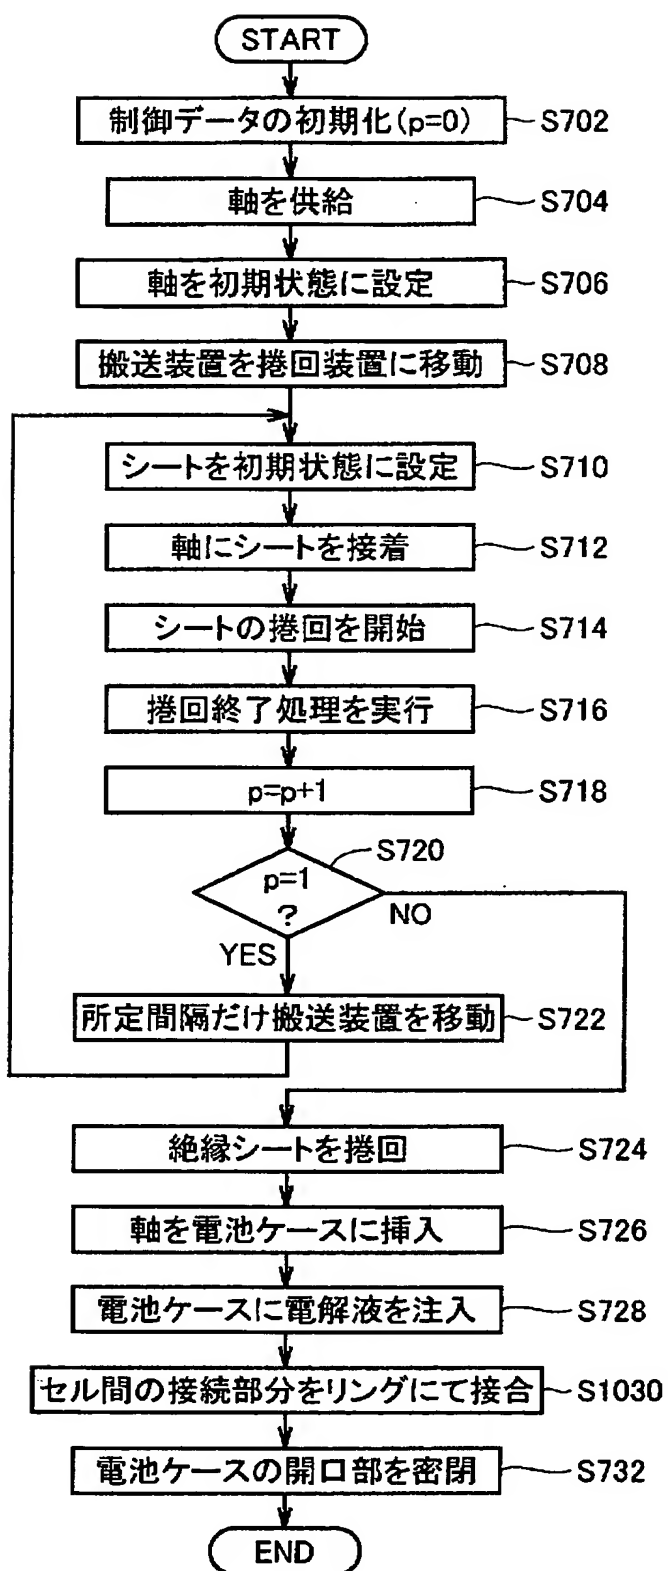 START
制御データの初期化(p=0)
S702
軸を供給
S704
軸を初期状態に設定
S706
搬送装置を捲回装置に移動
S708
シートを初期状態に設定
S710
軸にシートを接着
S712
シートの捲回を開始
S714
捲回終了処理を実行
S716
p=p+1
S718
S720
p=1
?
NO
YES
所定間隔だけ搬送装置を移動
S722
絶縁シートを捲回
S724
軸を電池ケースに挿入
S726
電池ケースに電解液を注入
S728
セル間の接続部分をリングにて接合
S1030
電池ケースの開口部を密閉
S732
END